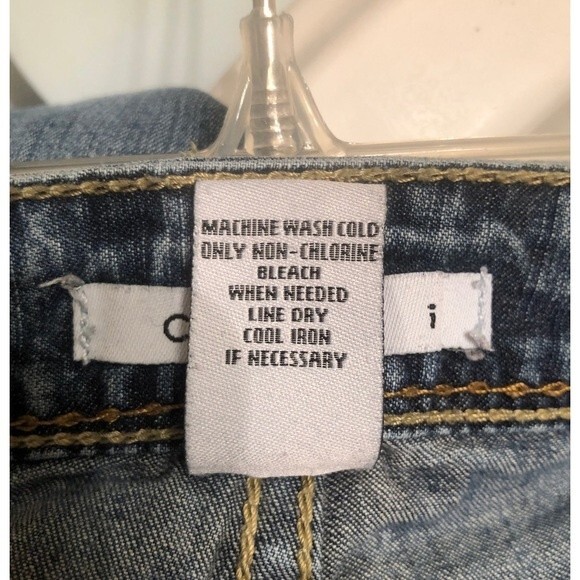 MACHINE WASH COLD
ONLY NON-CHLORINE
BLEACH
WHEN NEEDED
LINE DRY
COOL IRON
IF NECESSARY